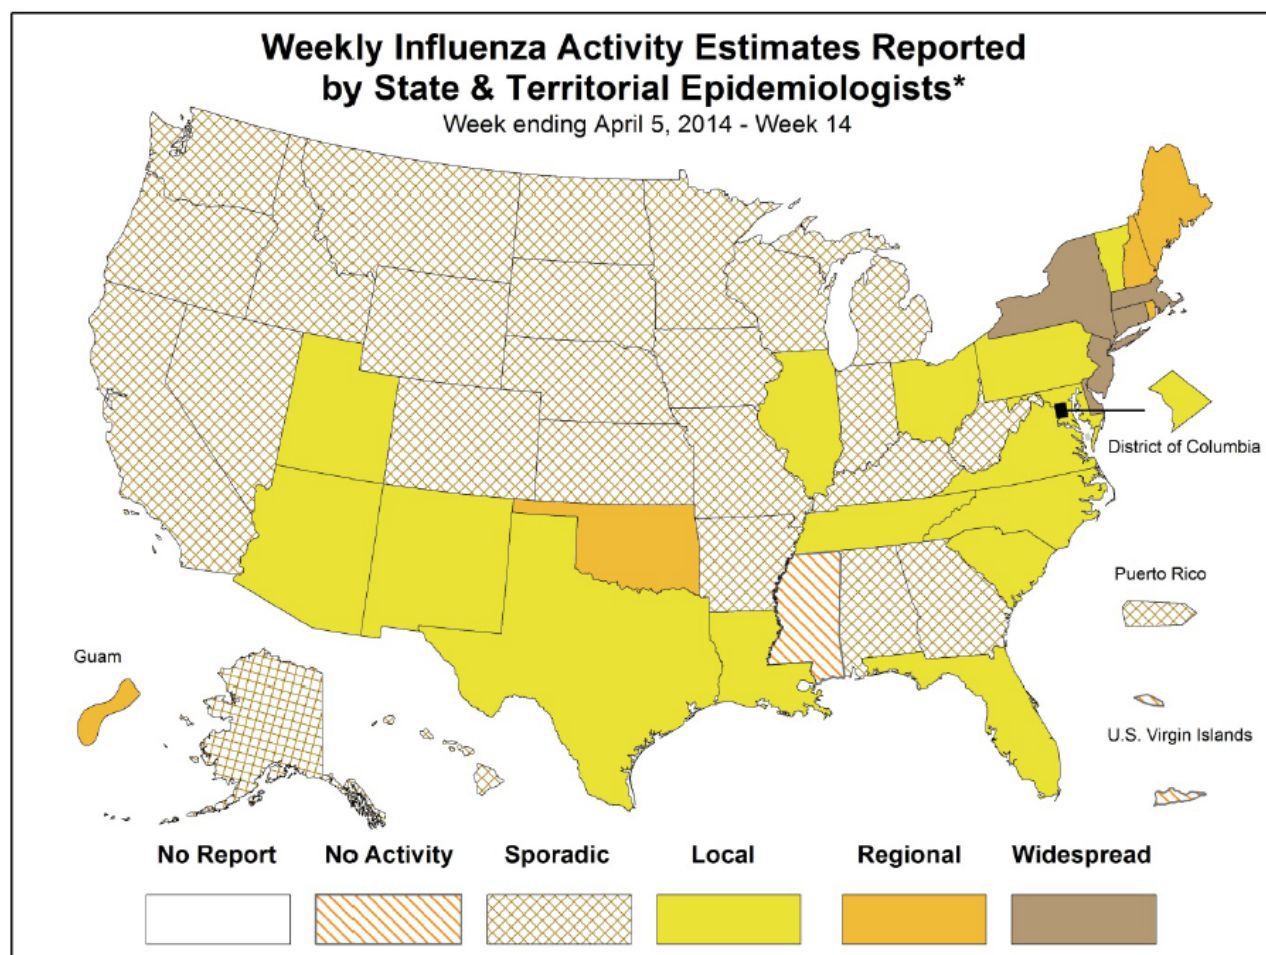 Weekly Influenza Activity Estimates Reported
by State & Territorial Epidemiologists*
Week ending April 5, 2014 - Week 14
District of Columbia
Puerto Rico
Guam
U.S. Virgin Islands
No Report
No Activity
Sporadic
Local
Regional
Widespread